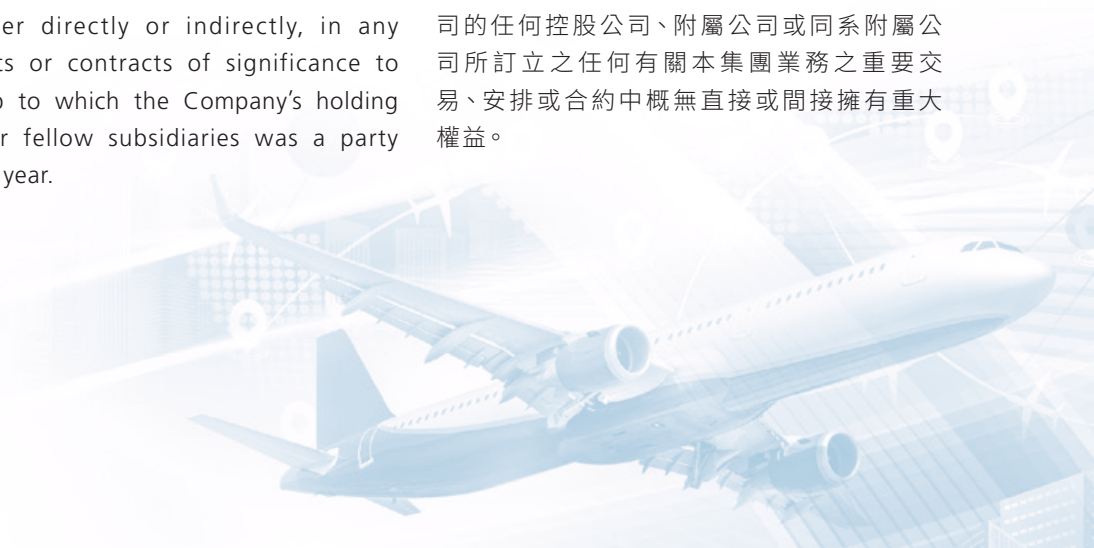 directly or indirectly, in any
or contracts of significance to
to which the Company's holding
fellow subsidiaries was a party
year.
司的任何控股公司、附屬公司或同系附屬公
司所訂立之任何有關本集團業務之重要交
易、安排或合約中概無直接或間接擁有重大
權益。